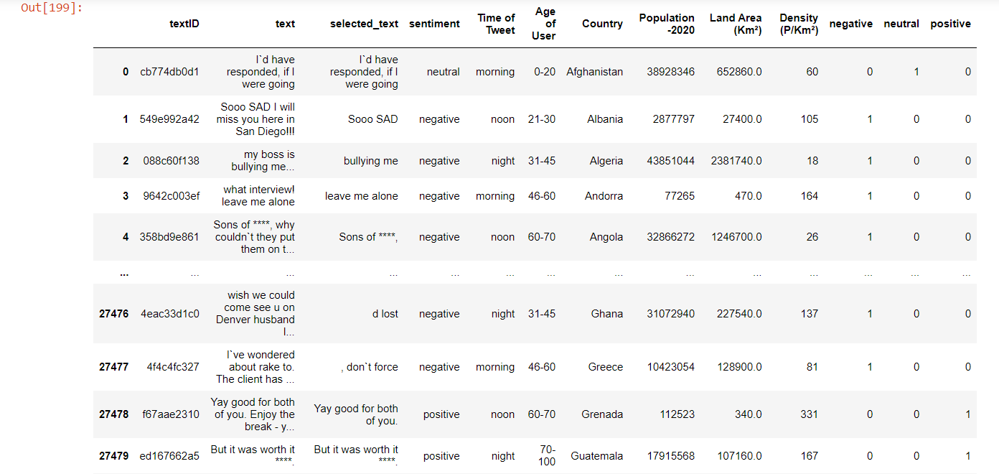 Out[199]:
textID text selected_text sentiment Time of Tweet Age of User Country Population -2020 Land Area (Km²) Density (P/Km²) negative neutral positive
0 cb774db0d1 I`d have responded, if I were going I`d have responded, if I were going neutral morning 0-20 Afghanistan 38928346 652860.0 60 0 1 0
1 549e992a42 Sooo SAD I will miss you here in San Diego!!! Sooo SAD negative noon 21-30 Albania 2877797 27400.0 105 1 0 0
2 088c60f138 my boss is bullying me... bullying me negative night 31-45 Algeria 43851044 2381740.0 18 1 0 0
3 9642c003ef what interview! leave me alone leave me alone negative morning 46-60 Andorra 77265 470.0 164 1 0 0
4 358bd9e861 Sons of ****, why couldn`t they put them on t... Sons of ****, negative noon 60-70 Angola 32866272 1246700.0 26 1 0 0
... ... ... ... ... ... ... ... ... ... ... ... ... ...
27476 4eac33d1c0 wish we could come see u on Denver husband l... d lost negative night 31-45 Ghana 31072940 227540.0 137 1 0 0
27477 4f4c4fc327 I`ve wondered about rake to. The client has ... , don`t force negative morning 46-60 Greece 10423054 128900.0 81 1 0 0
27478 f67aae2310 Yay good for both of you. Enjoy the break - y... Yay good for both of you. positive noon 60-70 Grenada 112523 340.0 331 0 0 1
27479 ed167662a5 But it was worth it ****. But it was worth it ****. positive night 70-100 Guatemala 17915568 107160.0 167 0 0 1